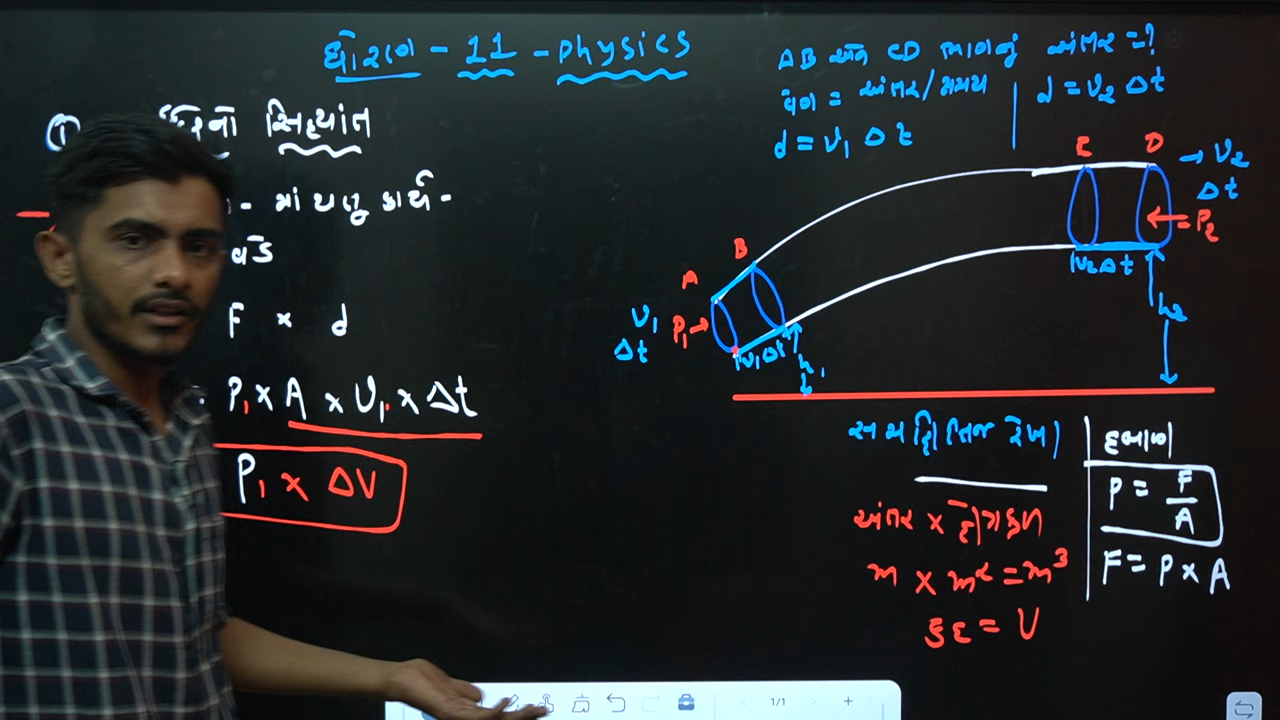 ધોરણ - 11 - Physics
① સિદ્ધાંત
- માં થતુ કાર્ય -
વડે
F × d
P₁ × A × V₁ × Δt
P₁ × ΔV
AB અને CD ભાગનું અંતર = ?
વેગ = અંતર/સમય
d = V₁ Δt
d = V₂ Δt
A
B
C
D
V₁
Δt
P₁
V₁Δt
h₁
→ V₂
Δt
P₂
V₂Δt
h₂
સમક્ષિતિજ રેખા
અંતર × ક્ષેત્રફળ
m × m² = m³
કદ = V
દબાણ
P = F/A
F = P × A
1/1